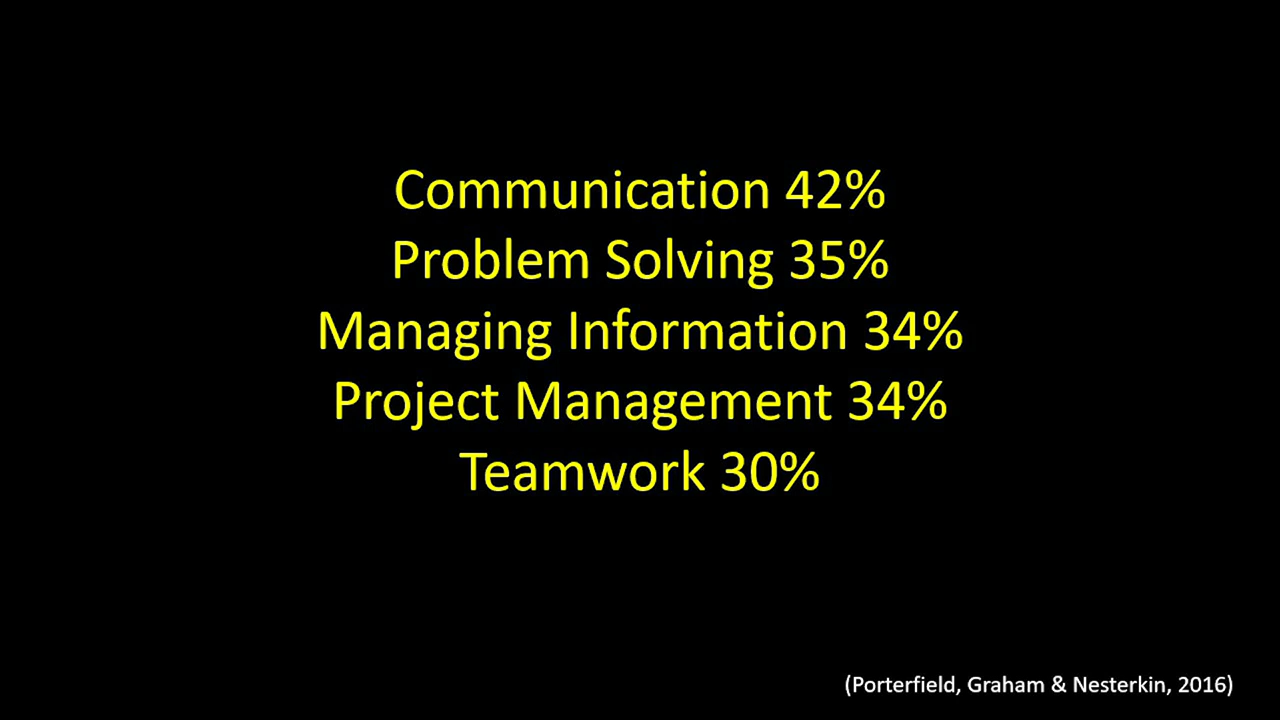 Communication 42%
Problem Solving 35%
Managing Information 34%
Project Management 34%
Teamwork 30%
(Porterfield, Graham & Nesterkin, 2016)